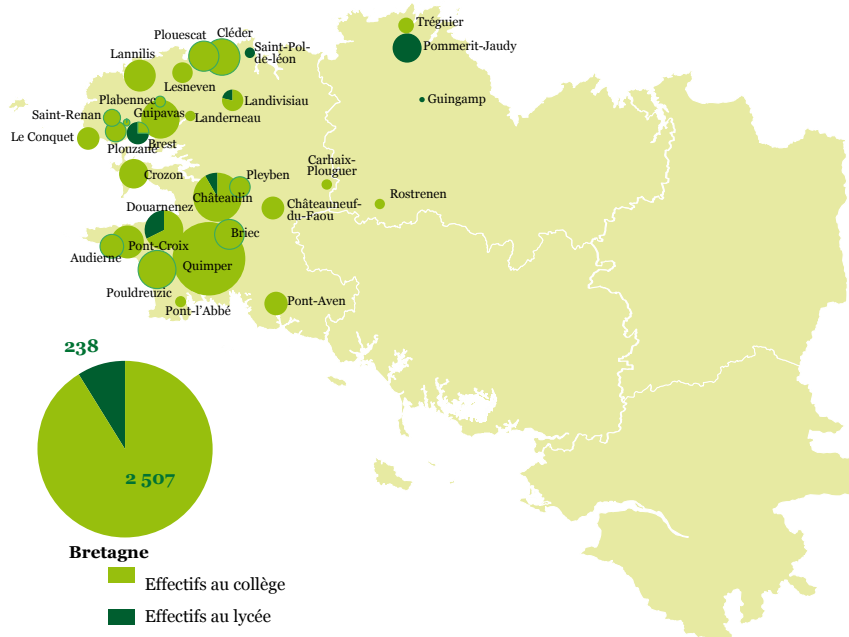 Tréguier
Pommerit-Jaudy
Plouescat
Cléder
Saint-Pol-
de-léon
Lannilis
Lesneven
Guingamp
Plabennec
Landivisiau
Saint-Renan
Guipavas
Landerneau
Le Conquet
Plouzané
Brest
Crozon
Pleyben
Carhaix-
Plouguer
Châteaulin
Rostrenen
Châteauneuf-
du-Faou
Douarnenez
Briec
Pont-Croix
Audierne
Quimper
Pouldreuzic
Pont-l'Abbé
Pont-Aven
238
2 507
Bretagne
Effectifs au collège
Effectifs au lycée